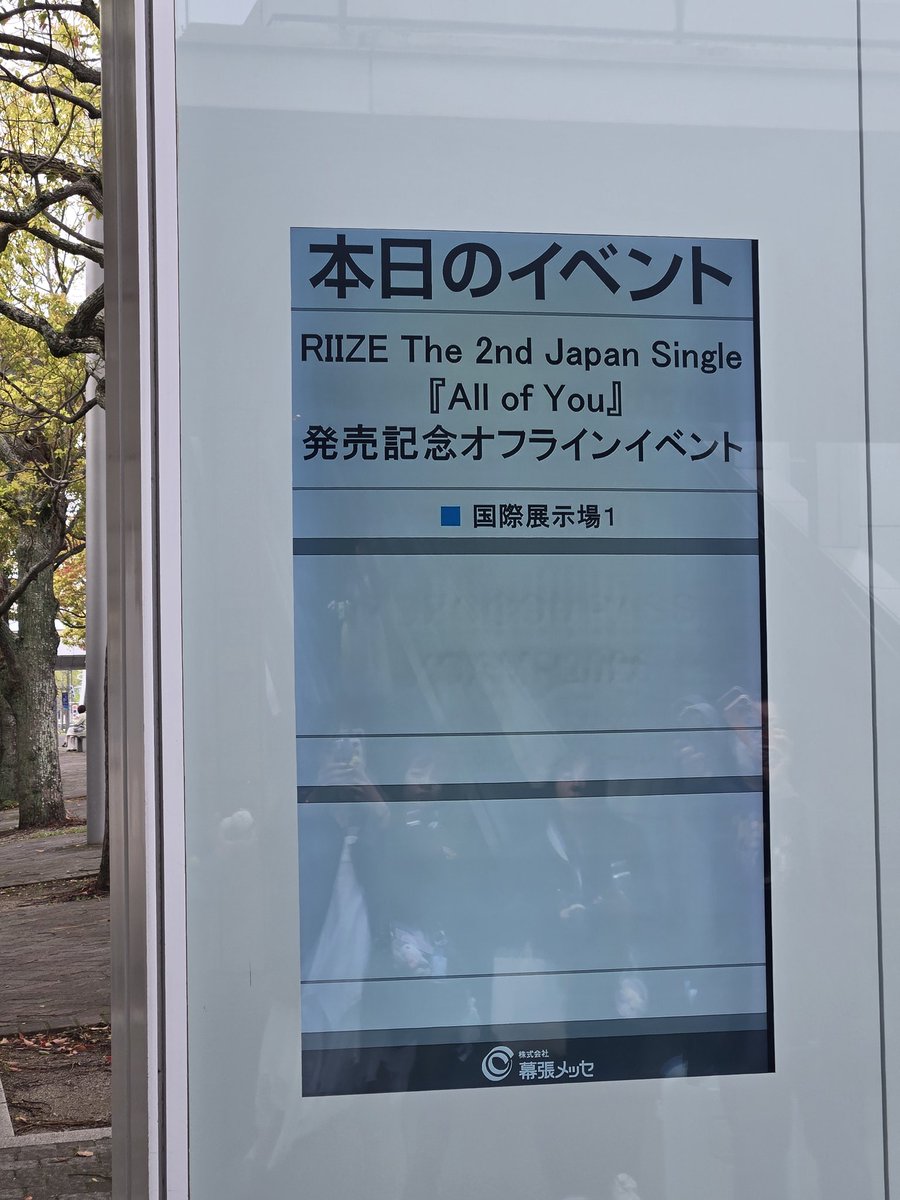 本日のイベント
RIIZE The 2nd Japan Single
『All of You』
発売記念オフラインイベント
■ 国際展示場1
株式会社
幕張メッセ